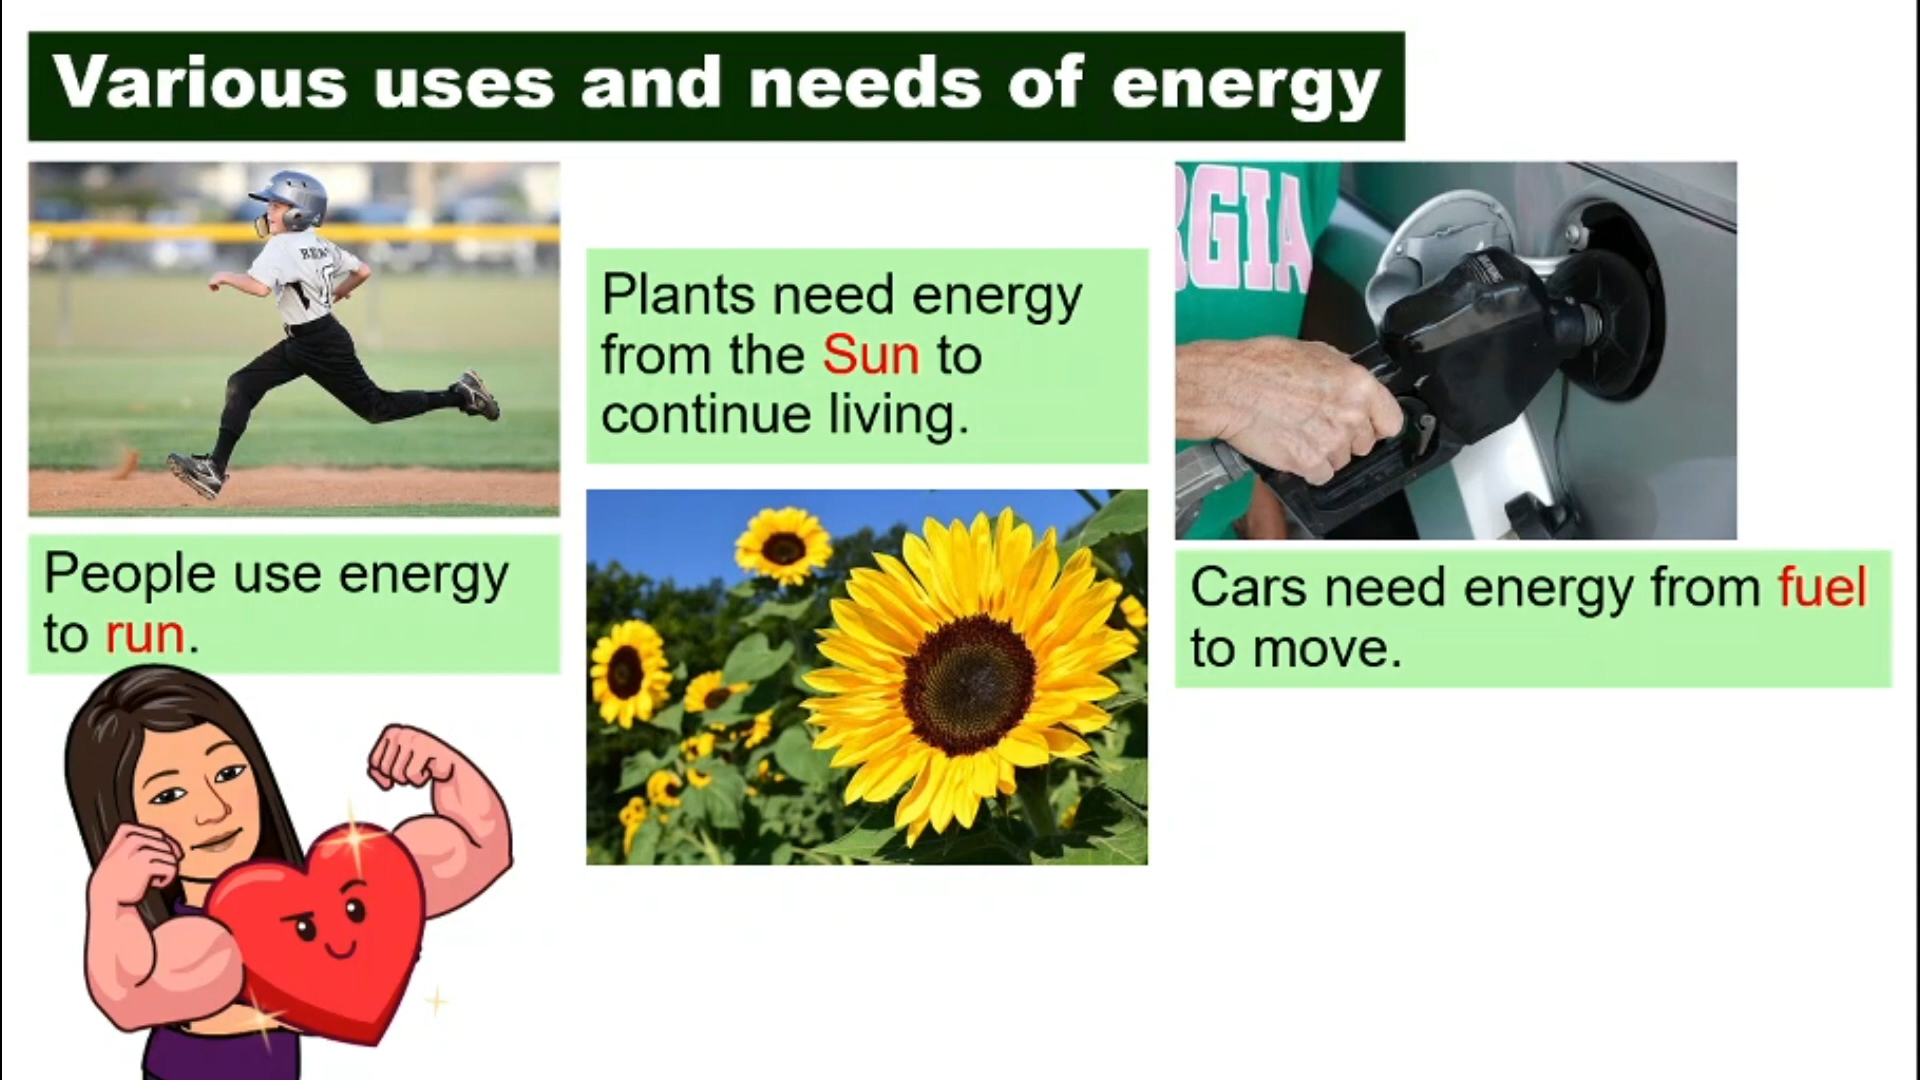 Various uses and needs of energy
People use energy
to run.
Plants need energy
from the Sun to
continue living.
RGIA
Cars need energy from fuel
to move.